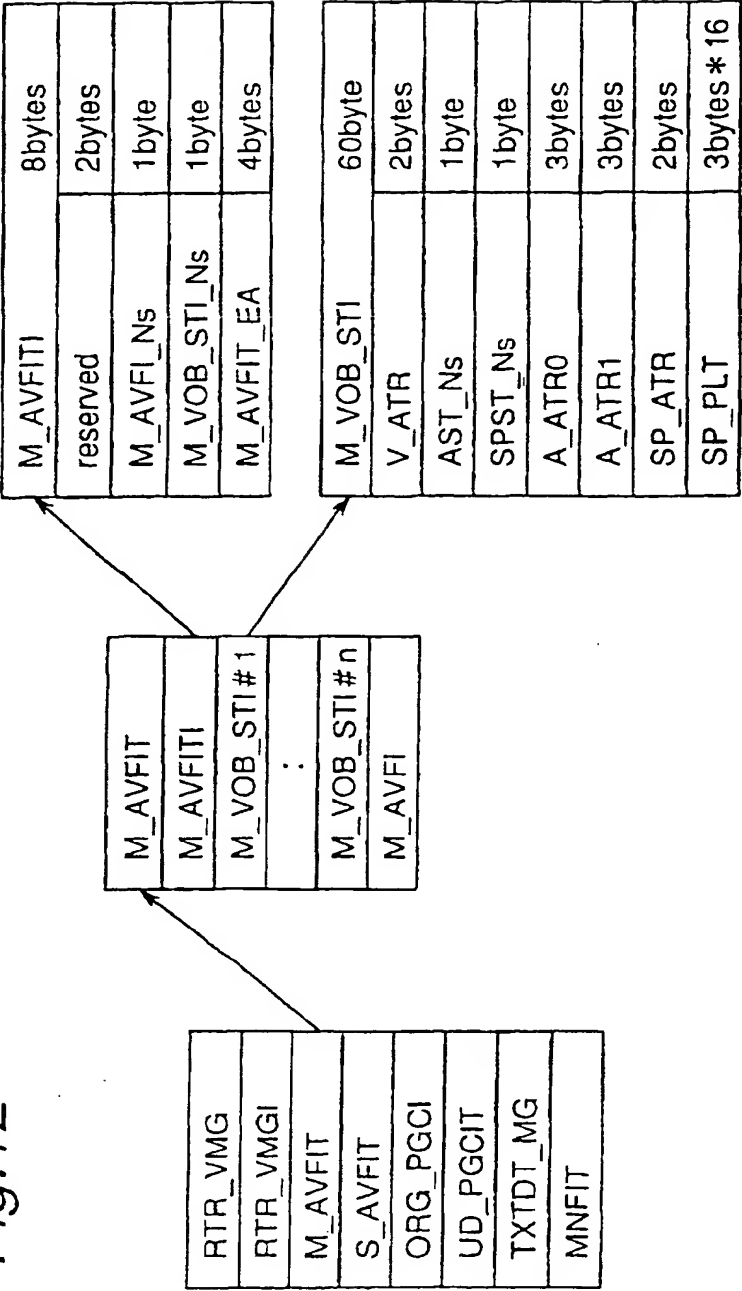 Fig.12
RTR_VMG
RTR_VMGI
M_AVFIT
S_AVFIT
ORG_PGCI
UD_PGCIT
TXTDT_MG
MNFIT
M_AVFIT
M_AVFITI
M_VOB_STI#1
:
M_VOB_STI#n
M_AVFI
M_AVFITI 8bytes
reserved 2bytes
M_AVFI_Ns 1byte
M_VOB_STI_Ns 1byte
M_AVFIT_EA 4bytes
M_VOB_STI 60byte
V_ATR 2bytes
AST_Ns 1byte
SPST_Ns 1byte
A_ATR0 3bytes
A_ATR1 3bytes
SP_ATR 2bytes
SP_PLT 3bytes*16